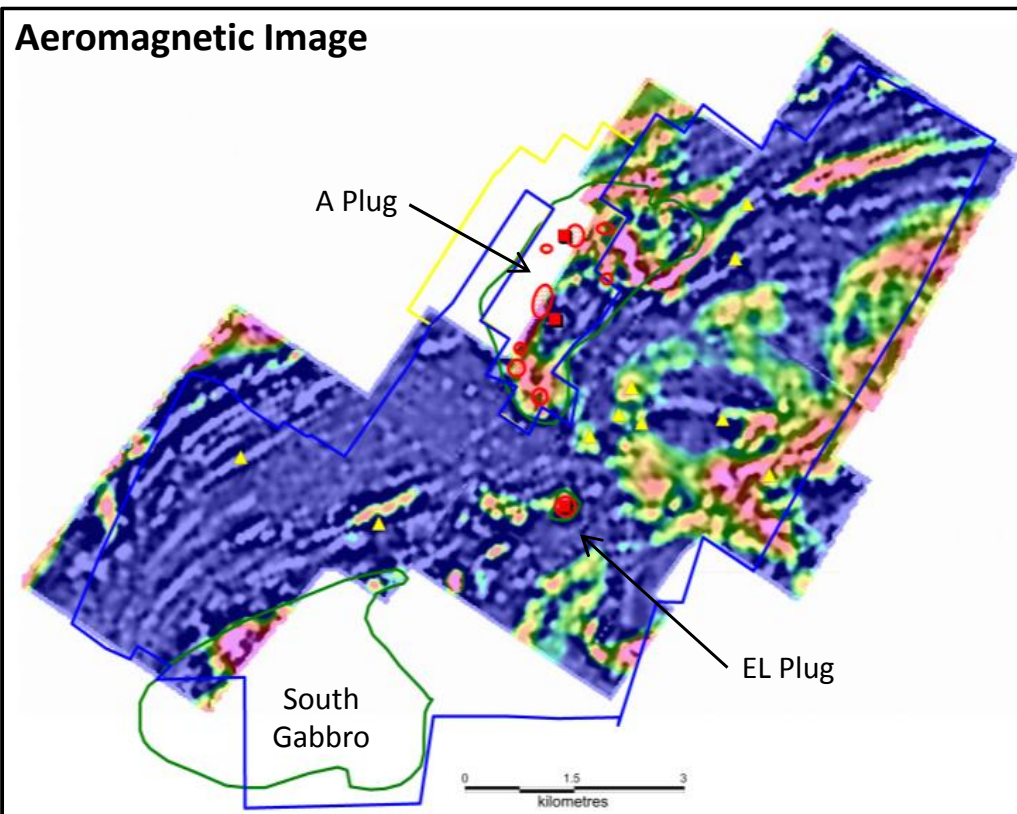 Aeromagnetic Image
A Plug
EL Plug
South
Gabbro
0 1.5 3
kilometres